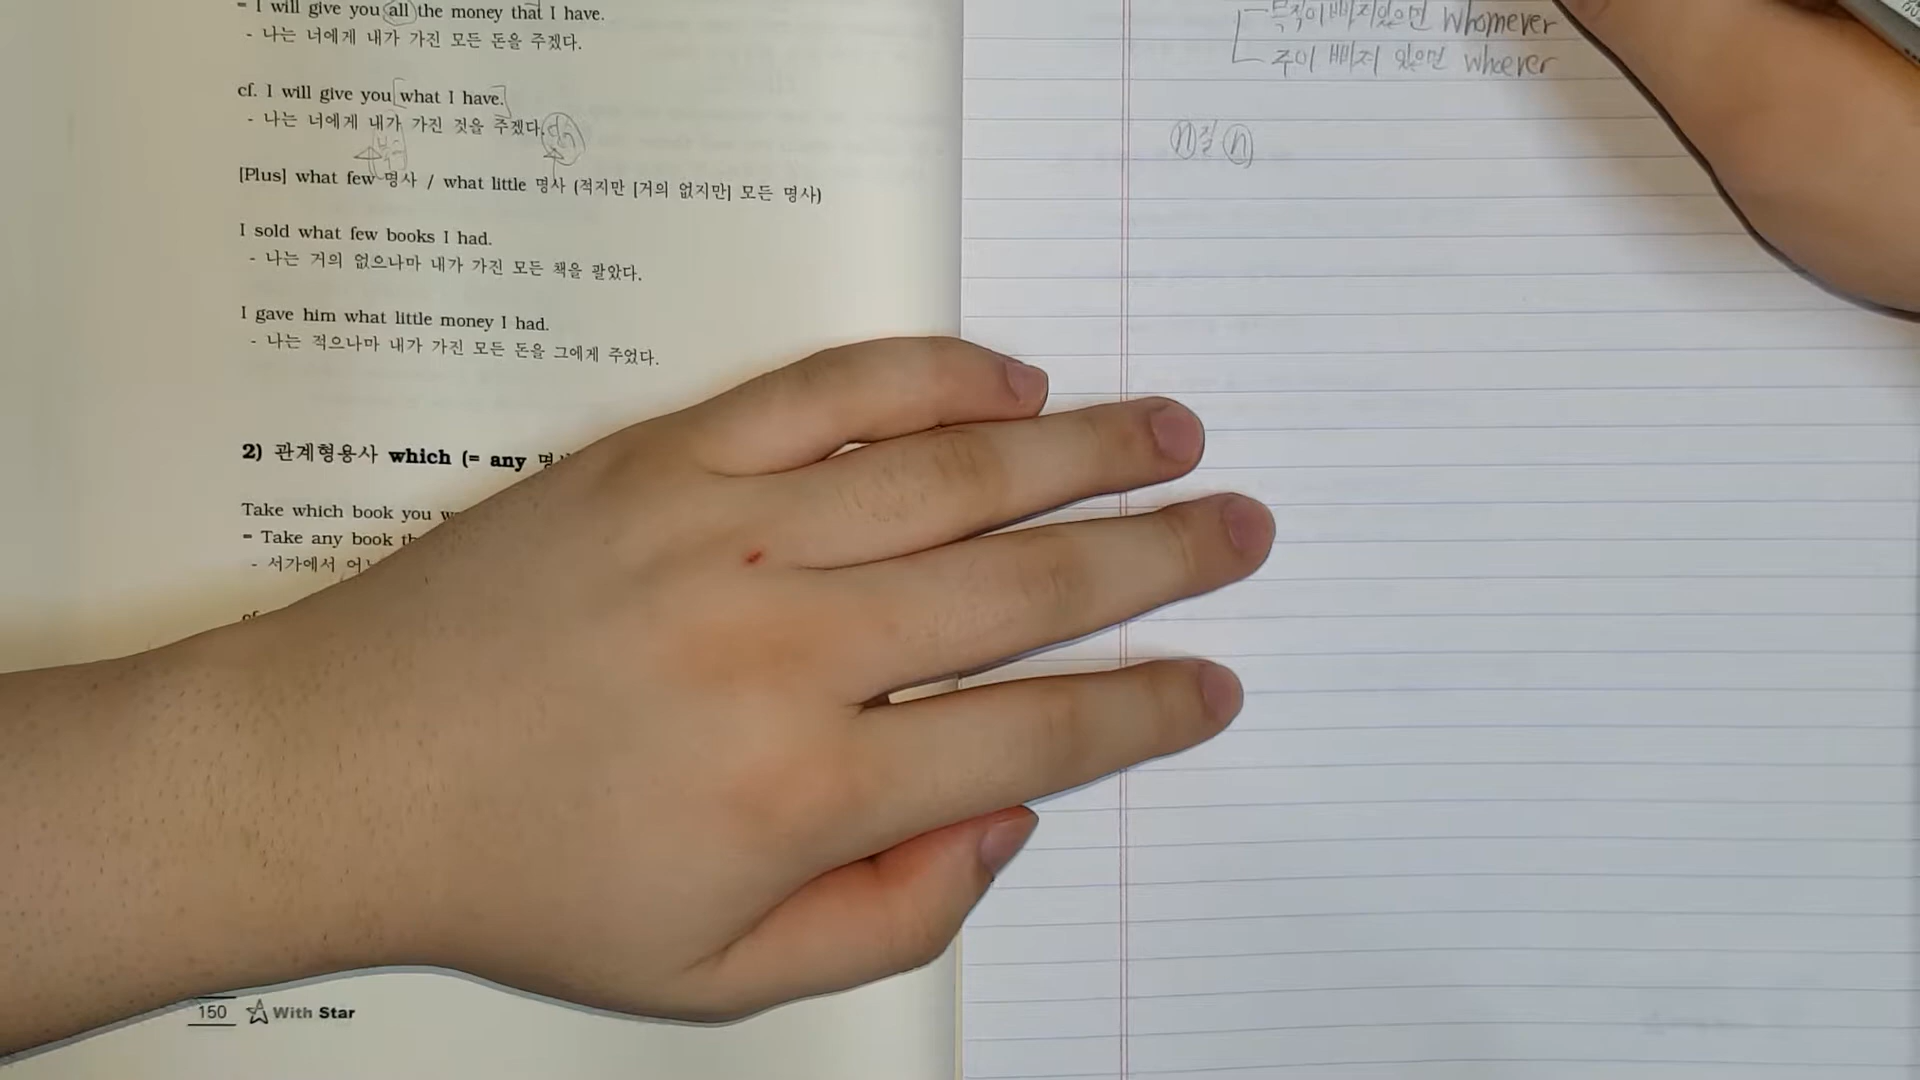 = I will give you all the money that I have.
- 나는 너에게 내가 가진 모든 돈을 주겠다.
cf. I will give you what I have.
- 나는 너에게 내가 가진 것을 주겠다.
[Plus] what few 명사 / what little 명사 (적지만 [거의 없지만] 모든 명사)
I sold what few books I had.
- 나는 거의 없으나마 내가 가진 모든 책을 팔았다.
I gave him what little money I had.
- 나는 적으나마 내가 가진 모든 돈을 그에게 주었다.
2) 관계형용사 which (= any
Take which book you
= Take any book
- 서가에서
cf.
150 With Star
목적이 빠져있으면 whomever
주어 빠져 있으면 whoever
n 절 n